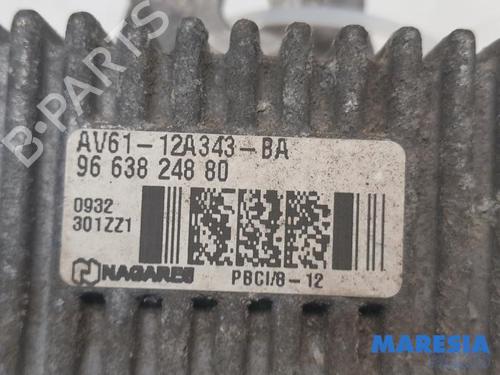 B-PARTS
AV61-12A343-BA
96 638 248 80
0932
301ZZ1
NAGARES PBCI/8-12
MARESIA